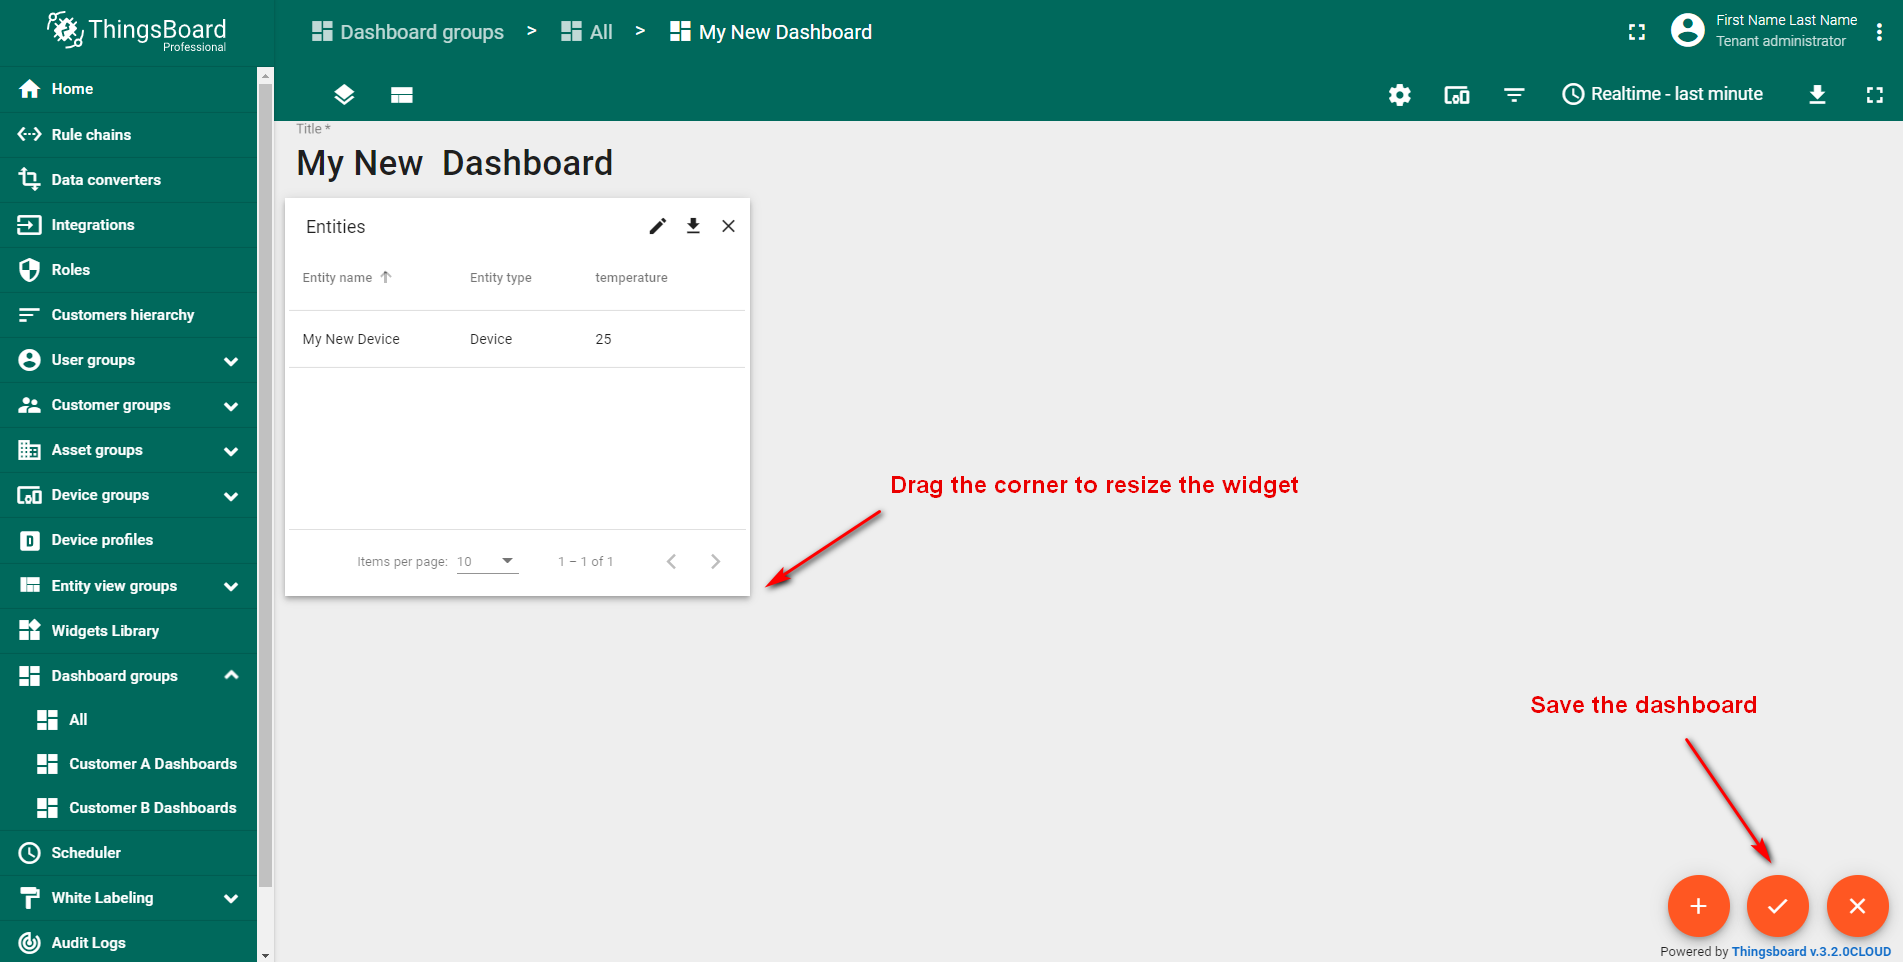 ThingsBoard
Professional
Dashboard groups > All > My New Dashboard
First Name Last Name
Tenant administrator
Realtime - last minute
Home
Rule chains
Data converters
Integrations
Roles
Customers hierarchy
User groups
Customer groups
Asset groups
Device groups
Device profiles
Entity view groups
Widgets Library
Dashboard groups
All
Customer A Dashboards
Customer B Dashboards
Scheduler
White Labeling
Audit Logs
Title *
My New  Dashboard
Entities
Entity name Entity type temperature
My New Device Device 25
Items per page: 10 1 – 1 of 1
Drag the corner to resize the widget
Save the dashboard
Powered by Thingsboard v.3.2.0CLOUD